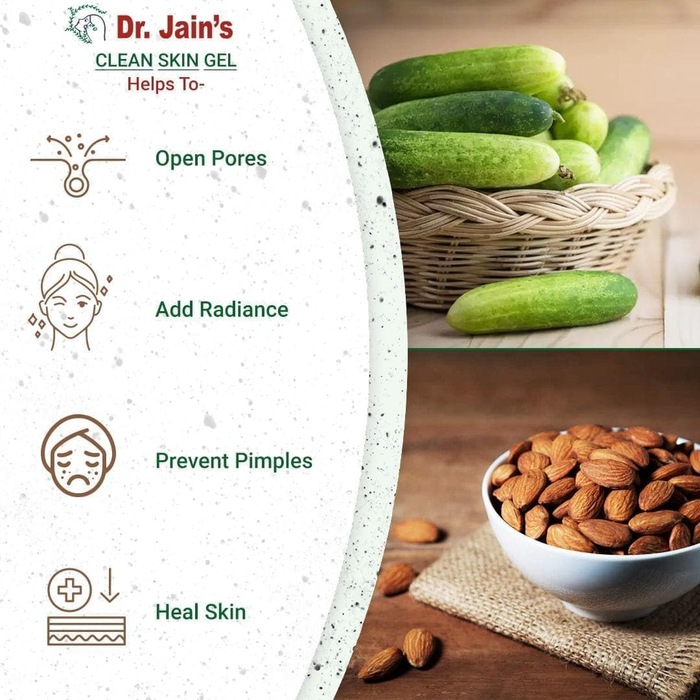 Dr. Jain's
CLEAN SKIN GEL
Helps To-
Open Pores
Add Radiance
Prevent Pimples
Heal Skin